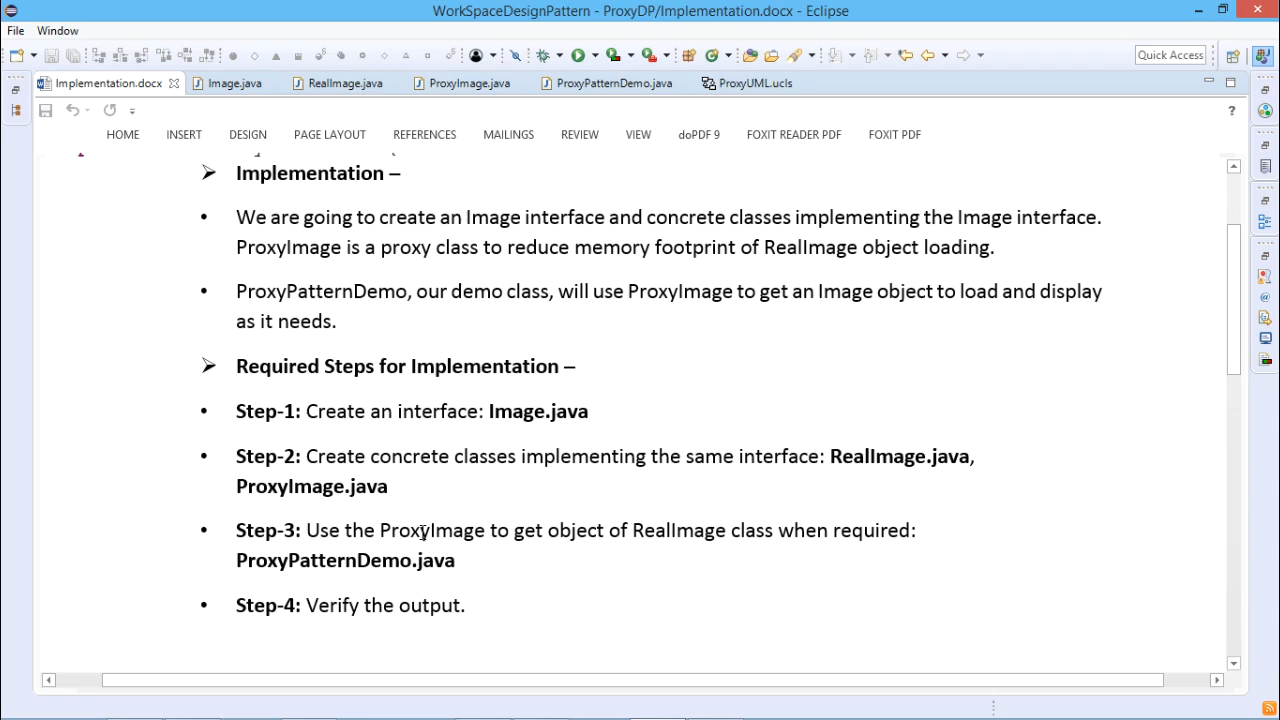 WorkSpaceDesignPattern - ProxyDP/Implementation.docx - Eclipse
File Window
Quick Access
Implementation.docx Image.java RealImage.java ProxyImage.java ProxyPatternDemo.java ProxyUML.ucls
HOME INSERT DESIGN PAGE LAYOUT REFERENCES MAILINGS REVIEW VIEW doPDF 9 FOXIT READER PDF FOXIT PDF
➢ Implementation –
• We are going to create an Image interface and concrete classes implementing the Image interface.
ProxyImage is a proxy class to reduce memory footprint of RealImage object loading.
• ProxyPatternDemo, our demo class, will use ProxyImage to get an Image object to load and display
as it needs.
➢ Required Steps for Implementation –
• Step-1: Create an interface: Image.java
• Step-2: Create concrete classes implementing the same interface: RealImage.java,
ProxyImage.java
• Step-3: Use the ProxyImage to get object of RealImage class when required:
ProxyPatternDemo.java
• Step-4: Verify the output.